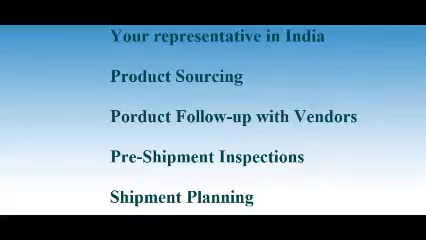 Your representative in India
Product Sourcing
Porduct Follow-up with Vendors
Pre-Shipment Inspections
Shipment Planning